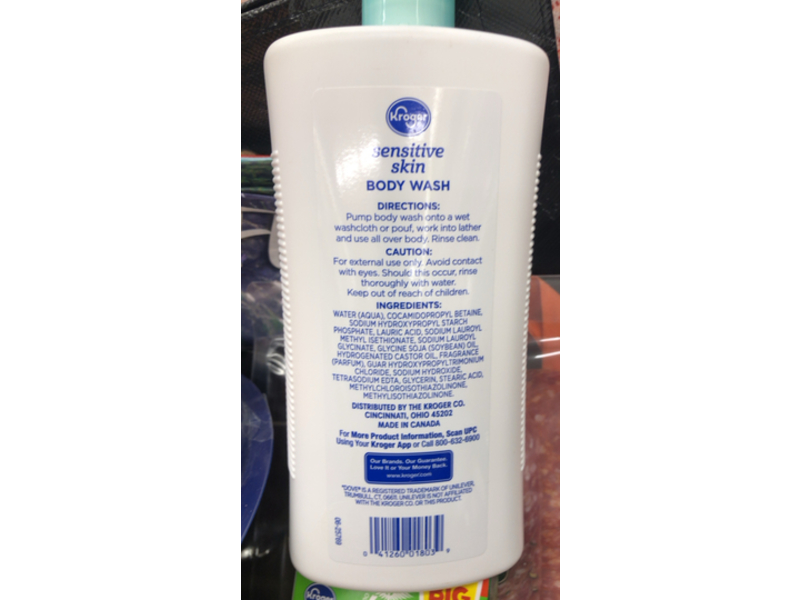 Kroger
sensitive
skin
BODY WASH
DIRECTIONS:
Pump body wash onto a wet
washcloth or pouf, work into lather
and use all over body. Rinse clean.
CAUTION:
For external use only. Avoid contact
with eyes. Should this occur, rinse
thoroughly with water.
Keep out of reach of children.
INGREDIENTS:
WATER (AQUA), COCAMIDOPROPYL BETAINE,
SODIUM HYDROXYPROPYL STARCH
PHOSPHATE, LAURIC ACID, SODIUM LAUROYL
METHYL ISETHIONATE, SODIUM LAUROYL
GLYCINATE, GLYCINE SOJA (SOYBEAN) OIL,
HYDROGENATED CASTOR OIL, FRAGRANCE
(PARFUM), GUAR HYDROXYPROPYLTRIMONIUM
CHLORIDE, SODIUM HYDROXIDE,
TETRASODIUM EDTA, GLYCERIN, STEARIC ACID,
METHYLCHLOROISOTHIAZOLINONE,
METHYLISOTHIAZOLINONE.
DISTRIBUTED BY THE KROGER CO.
CINCINNATI, OHIO 45202
MADE IN CANADA
For More Product Information, Scan UPC
Using Your Kroger App or Call 800-632-6900
Our Brands. Our Guarantee.
Love it or Your Money Back.
www.kroger.com
*DOVE® IS A REGISTERED TRADEMARK OF UNILEVER,
TRUMBULL, CT, 06611. UNILEVER IS NOT AFFILIATED
WITH THE KROGER CO. OR THIS PRODUCT.
0 41260 01803 9
Kroger
BIG